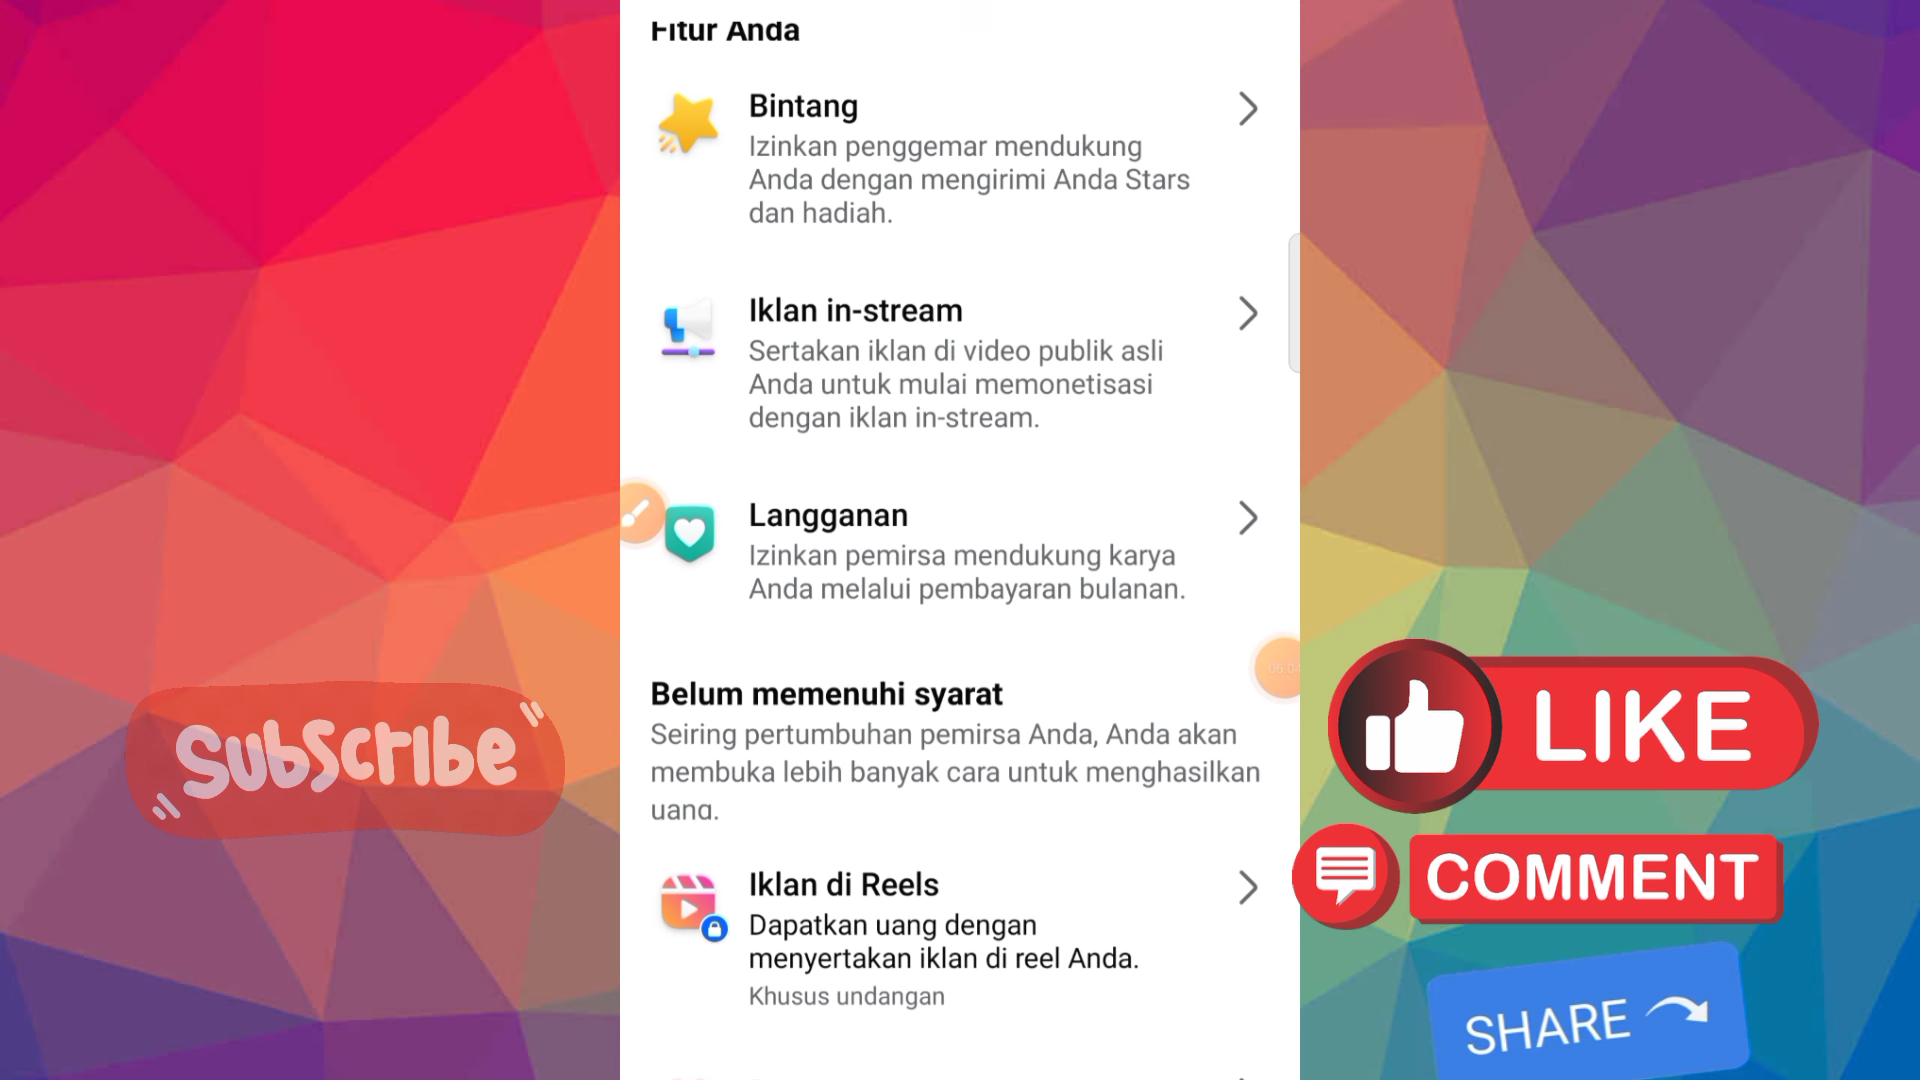 Fitur Anda
Bintang
Izinkan penggemar mendukung
Anda dengan mengirimi Anda Stars
dan hadiah.
Iklan in-stream
Sertakan iklan di video publik asli
Anda untuk mulai memonetisasi
dengan iklan in-stream.
Langganan
Izinkan pemirsa mendukung karya
Anda melalui pembayaran bulanan.
Belum memenuhi syarat
Seiring pertumbuhan pemirsa Anda, Anda akan
membuka lebih banyak cara untuk menghasilkan
uang.
Iklan di Reels
Dapatkan uang dengan
menyertakan iklan di reel Anda.
Khusus undangan
Subscribe
LIKE
COMMENT
SHARE